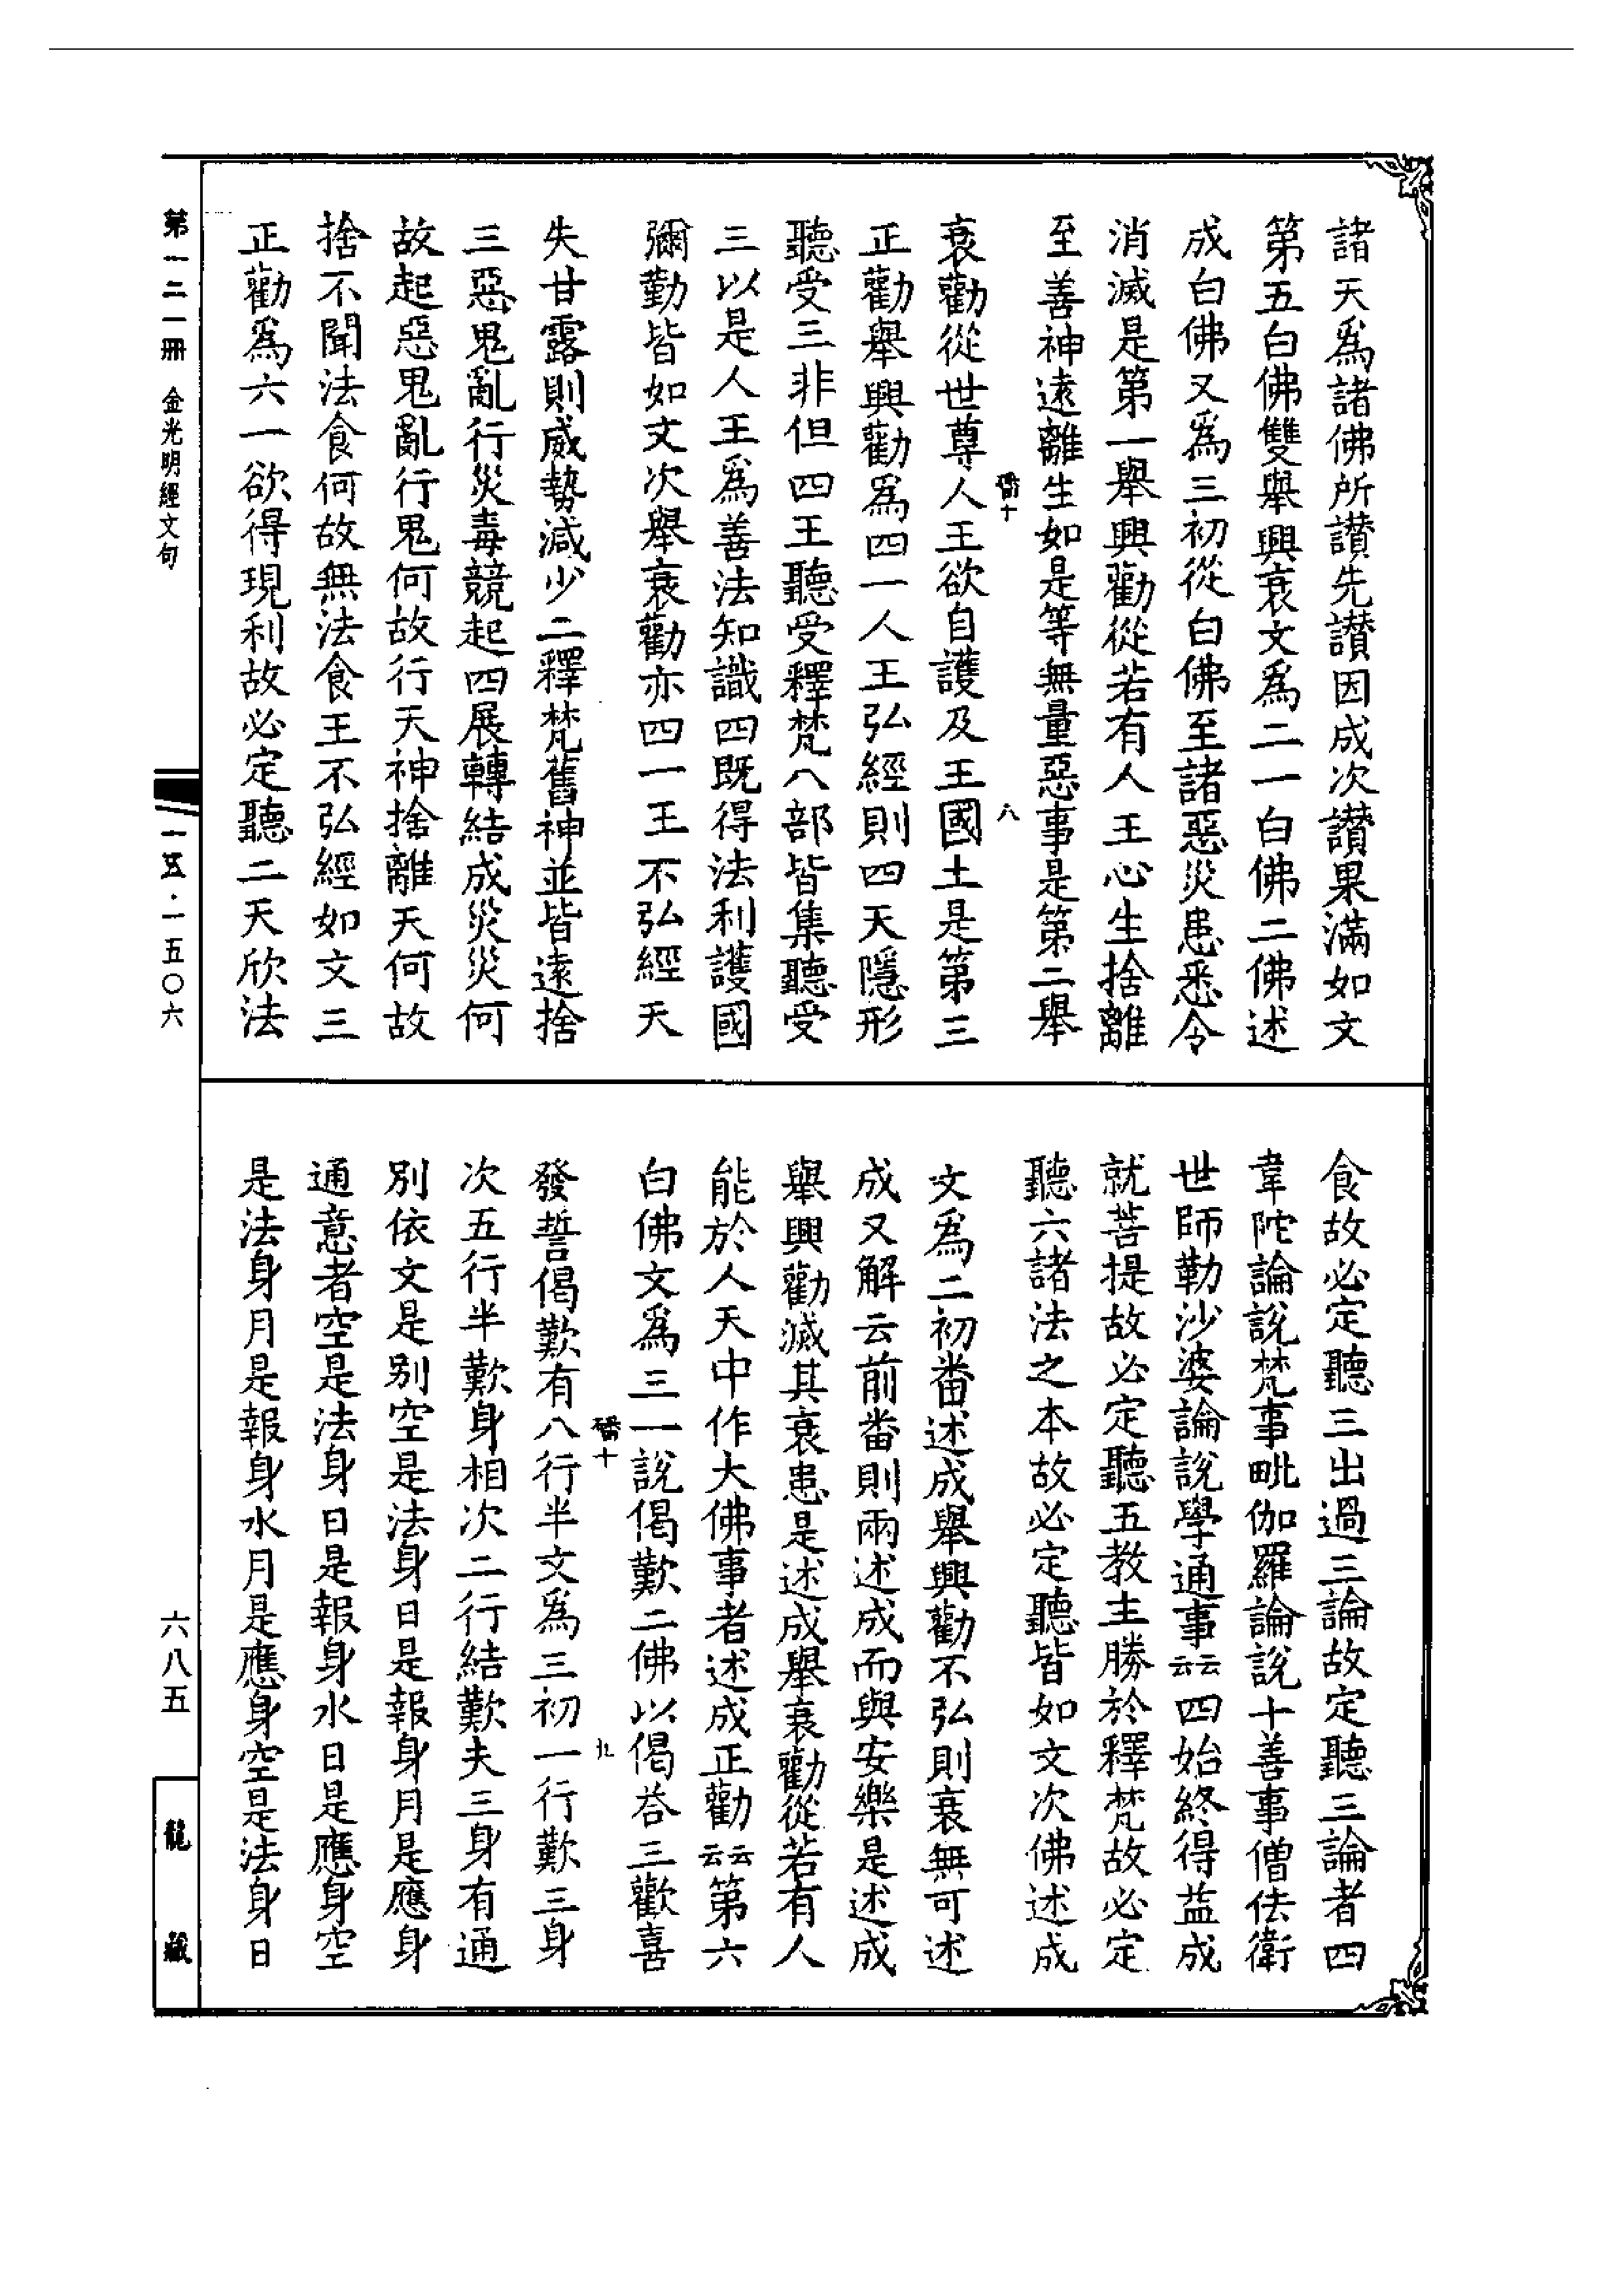 諸天爲諸佛所讃先讃因成次讃果滿如文
第五白佛雙舉興衰文爲二一白佛二佛述
成白佛又爲三初從白佛至諸惡災患悉令
消滅是第一舉興勸從若有人王心生捨離
至善神遠離生如是等無量惡事是第二舉
衰勸從世尊人王欲自護及王國土是第三
正勸舉興勸爲四一人王弘經則四天隱形
聽受三非但四王聽受釋梵八部皆集聽受
三以是人王爲善法知識四既得法利護國
彌勤皆如文次舉衰勸亦四一王不弘經天
失甘露則威勢減少二釋梵舊神並皆遠捨
三惡鬼亂行災毒競起四展轉結成災災何
故起惡鬼亂行鬼何故行天神捨離天何故
捨不聞法食何故無法食王不弘經如文三
正勸爲六一欲得現利故必定聽二天欣法
食故必定聽三出過三論故定聽三論者四
韋陀論說梵事毗伽羅論說十善事僧佉衛
世師勒沙婆論說學通事云云四始終得益成
就菩提故必定聽五教主勝於釋梵故必定
聽六諸法之本故必定聽皆如文次佛述成
文爲二初番述成舉興勸不弘則衰無可述
成又解云前番則兩述成而與安樂是述成
舉興勸滅其衰患是述成舉衰勸從若有人
能於人天中作大佛事者述成正勸云云第六
白佛文爲三一說偈歎二佛以偈荅三歡喜
發誓偈歎有八行半文爲三初一行歎三身
次五行半歎身相次二行結歎夫三身有通
別依文是別空是法身日是報身月是應身
通意者空是法身日是報身水日是應身空
是法身月是報身水月是應身空是法身日
第一二一冊 金光明經文句
一五·一五〇六
六八五
龍藏
八
九